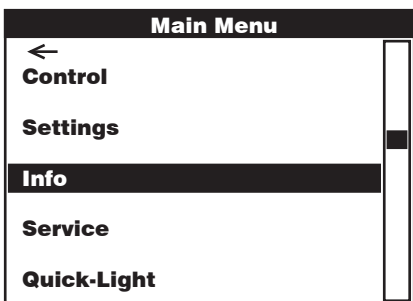 Main Menu
Control
Settings
Info
Service
Quick-Light